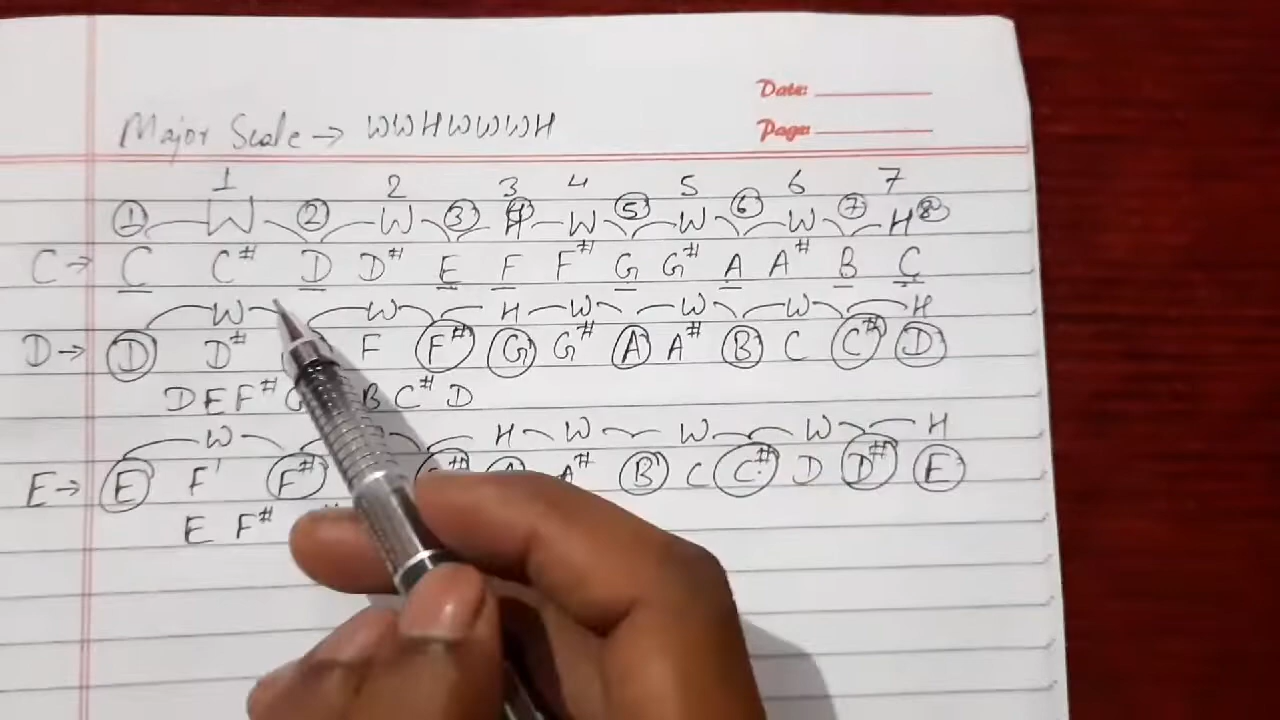 Date:
Major Scale → WWHWWWH
Page:
1 2 3 4 5 6 7
① W ② W ③ H ④ W ⑤ W ⑥ W ⑦ H ⑧
C → C C# D D# E F F# G G# A A# B C
W W H W W W H
D → D D# F F# G G# A A# B C C# D
D E F# G B C# D
W H W W W H
E → E F F# A A# B C C# D D# E
E F#